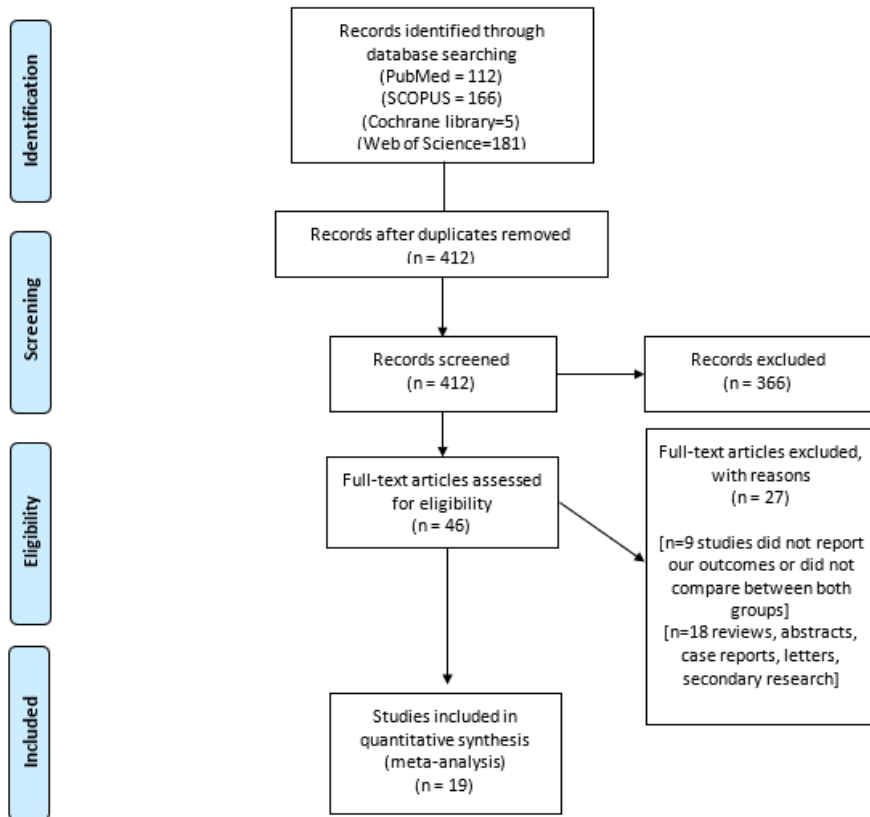 Identification
Records identified through
database searching
(PubMed = 112)
(SCOPUS = 166)
(Cochrane library=5)
(Web of Science=181)
Screening
Records after duplicates removed
(n = 412)
Records screened
(n = 412)
Records excluded
(n = 366)
Eligibility
Full-text articles assessed
for eligibility
(n = 46)
Full-text articles excluded,
with reasons
(n = 27)
[n=9 studies did not report
our outcomes or did not
compare between both
groups]
[n=18 reviews, abstracts,
case reports, letters,
secondary research]
Included
Studies included in
quantitative synthesis
(meta-analysis)
(n = 19)